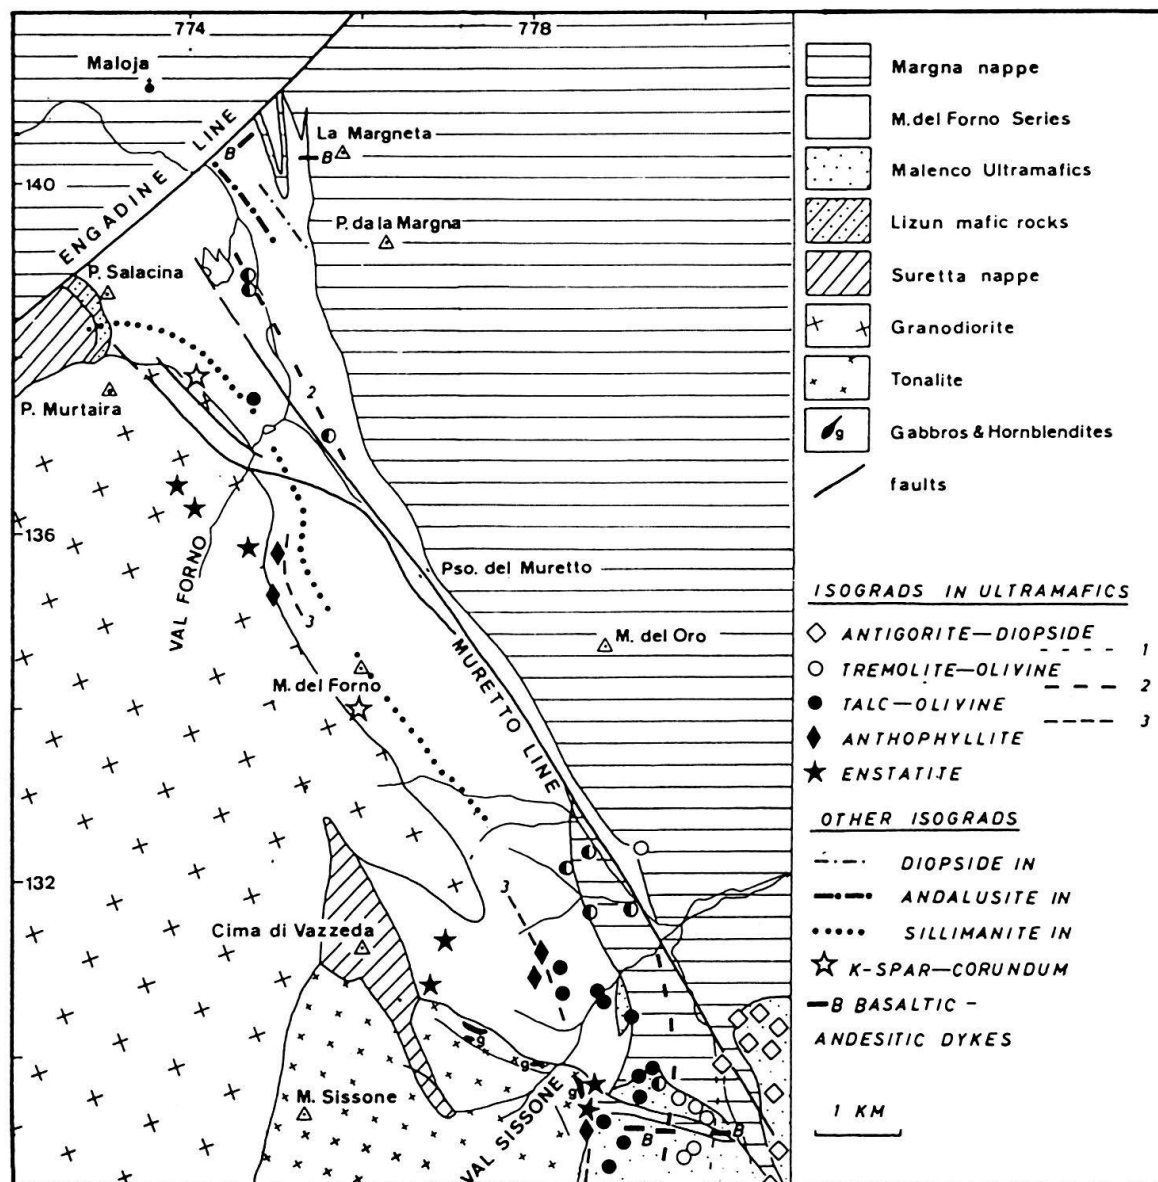 774
778
Maloja
ENGADINE LINE
B
La Margneta
B
140
P. da la Margna
P. Salacina
P. Murtaira
2
136
VAL FORNO
3
Pso. del Muretto
M. del Oro
M. del Forno
MURETTO LINE
132
3
Cima di Vazzeda
g
g
g
M. Sissone
VAL SISSONE
B
B
Margna nappe
M. del Forno Series
Malenco Ultramafics
Lizun mafic rocks
Suretta nappe
Granodiorite
Tonalite
g
Gabbros & Hornblendites
faults
ISOGRADS IN ULTRAMAFICS
ANTIGORITE—DIOPSIDE
1
TREMOLITE—OLIVINE
2
TALC—OLIVINE
3
ANTHOPHYLLITE
ENSTATITE
OTHER ISOGRADS
DIOPSIDE IN
ANDALUSITE IN
SILLIMANITE IN
K-SPAR—CORUNDUM
B BASALTIC -
ANDESITIC DYKES
1 KM